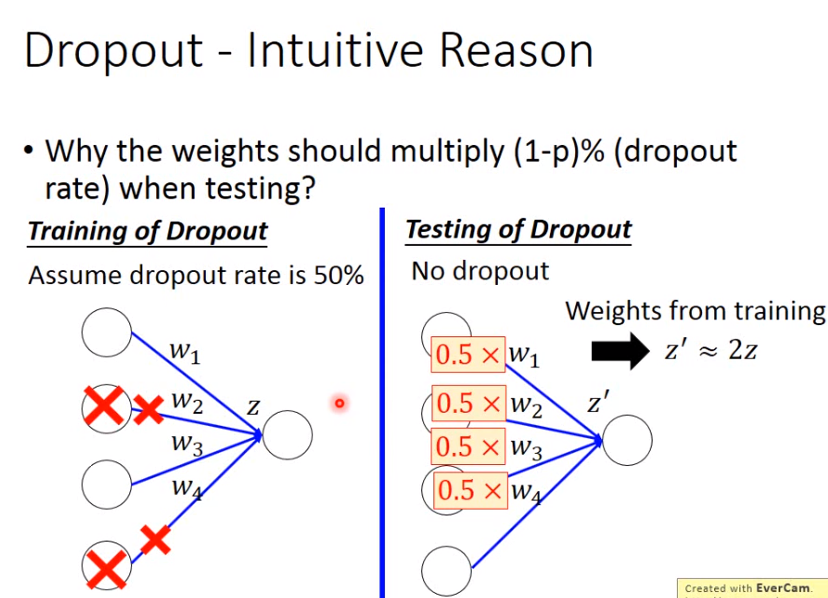 Dropout - Intuitive Reason
• Why the weights should multiply (1-p)% (dropout
rate) when testing?
Training of Dropout
Assume dropout rate is 50%
w₁
w₂
z
w₃
w₄
Testing of Dropout
No dropout
Weights from training
z′ ≈ 2z
0.5 × w₁
0.5 × w₂
z′
0.5 × w₃
0.5 × w₄
Created with EverCam.